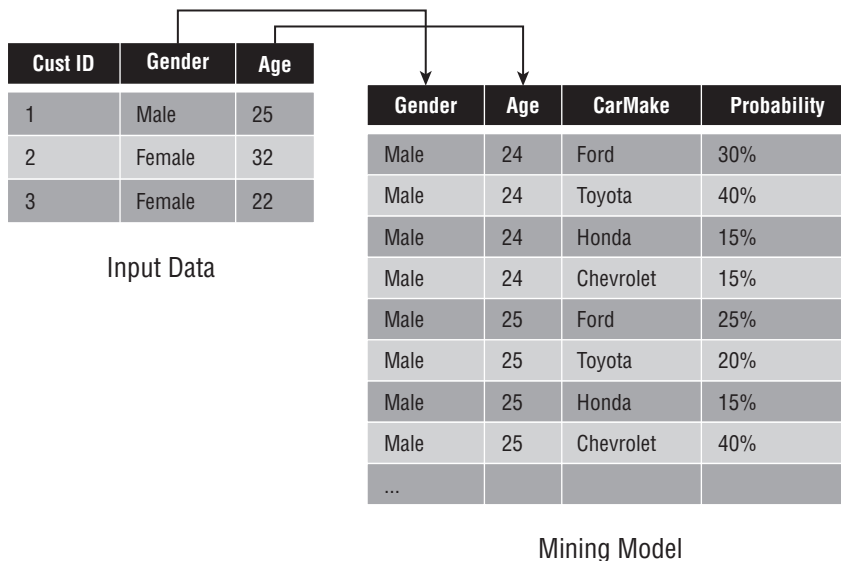 Cust ID Gender Age
1 Male 25
2 Female 32
3 Female 22
Input Data
Gender Age CarMake Probability
Male 24 Ford 30%
Male 24 Toyota 40%
Male 24 Honda 15%
Male 24 Chevrolet 15%
Male 25 Ford 25%
Male 25 Toyota 20%
Male 25 Honda 15%
Male 25 Chevrolet 40%
...
Mining Model